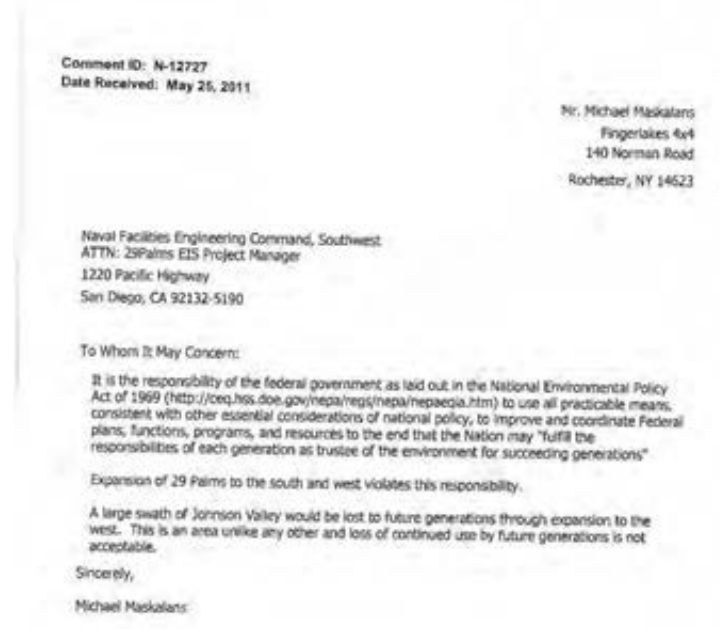 Comment ID: N-12727
Date Received: May 25, 2011
Mr. Michael Maskalans
Fingerlakes 4x4
140 Norman Road
Rochester, NY 14623
Naval Facilities Engineering Command, Southwest
ATTN: 29Palms EIS Project Manager
1220 Pacific Highway
San Diego, CA 92132-5190
To Whom It May Concern:
It is the responsibility of the federal government as laid out in the National Environmental Policy
Act of 1969 (http://ceq.hss.doe.gov/nepa/regs/nepa/nepaeqia.htm) to use all practicable means,
consistent with other essential considerations of national policy, to improve and coordinate Federal
plans, functions, programs, and resources to the end that the Nation may "fulfill the
responsibilities of each generation as trustee of the environment for succeeding generations"
Expansion of 29 Palms to the south and west violates this responsibility.
A large swath of Johnson Valley would be lost to future generations through expansion to the
west. This is an area unlike any other and loss of continued use by future generations is not
acceptable.
Sincerely,
Michael Maskalans